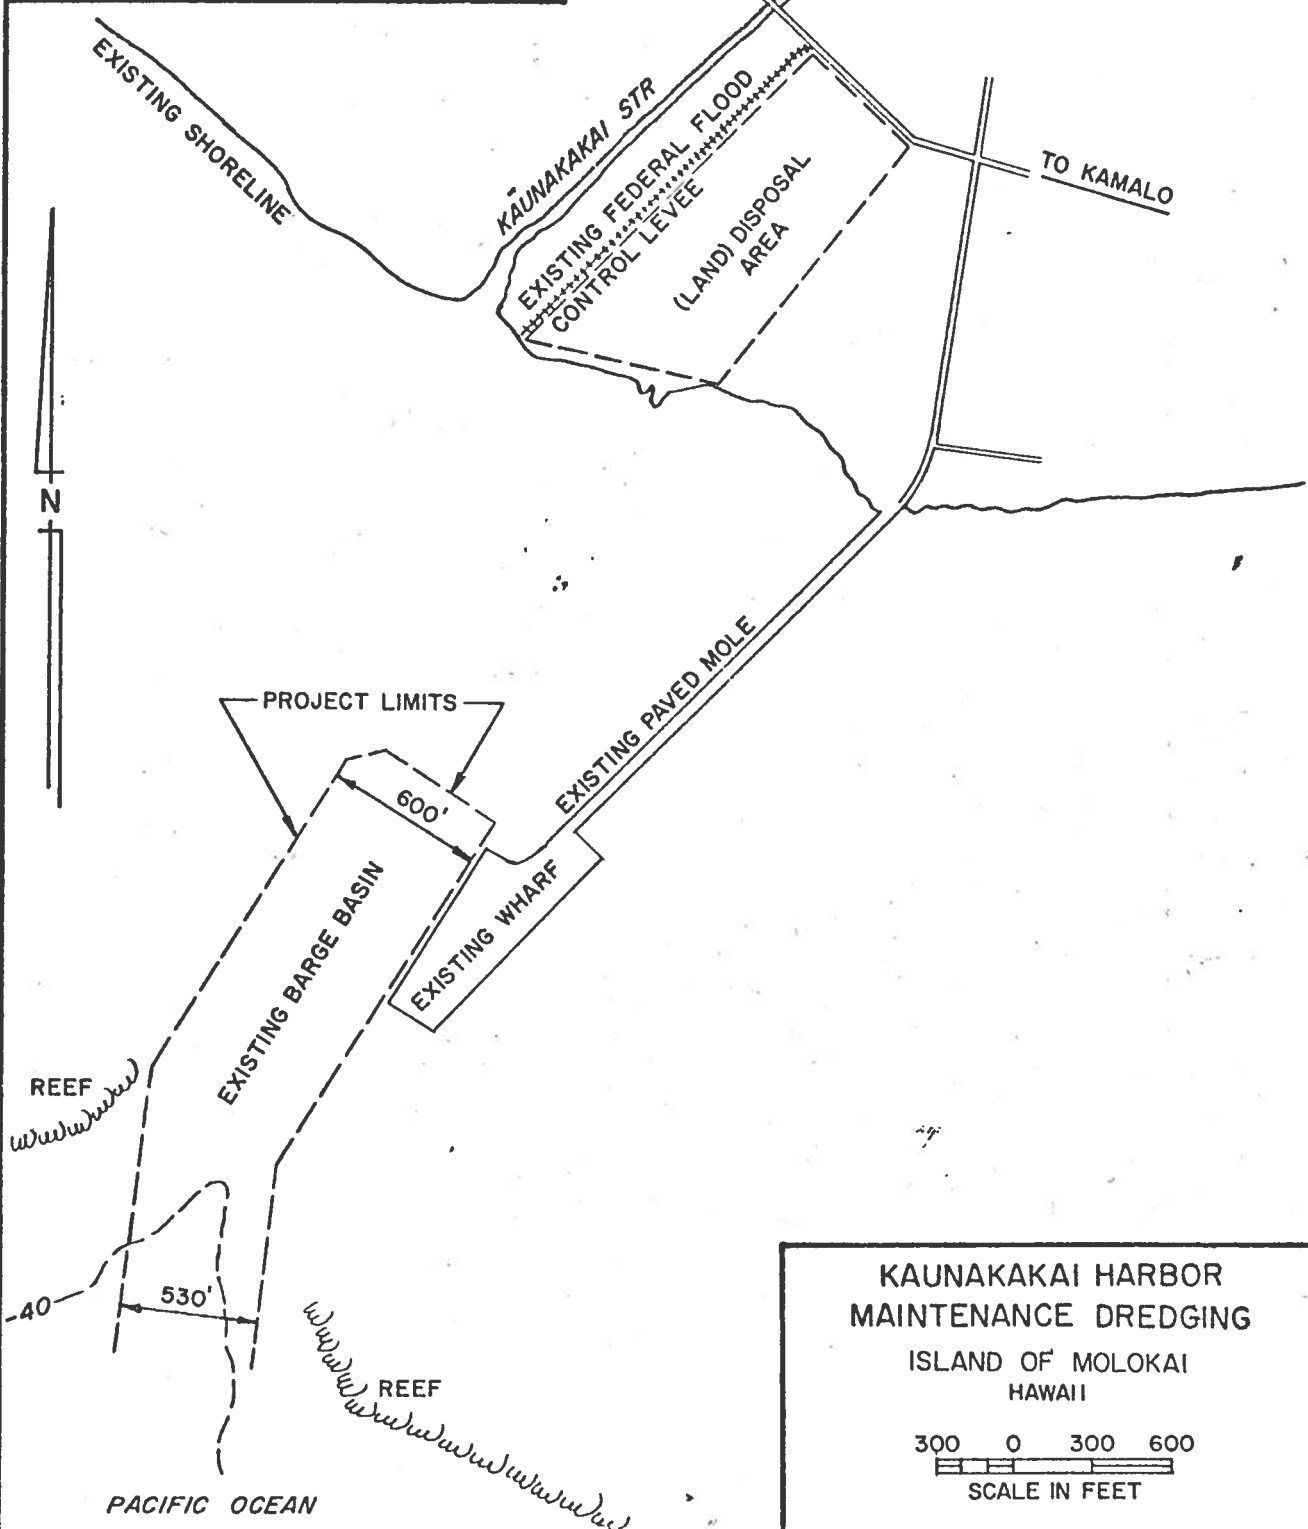 EXISTING SHORELINE
KAUNAKAKAI STR
EXISTING FEDERAL FLOOD
CONTROL LEVEE
(LAND) DISPOSAL
AREA
TO KAMALO
N
PROJECT LIMITS
600'
EXISTING PAVED MOLE
EXISTING BARGE BASIN
EXISTING WHARF
REEF
-40
530'
REEF
PACIFIC OCEAN
KAUNAKAKAI HARBOR
MAINTENANCE DREDGING
ISLAND OF MOLOKAI
HAWAII
300 0 300 600
SCALE IN FEET